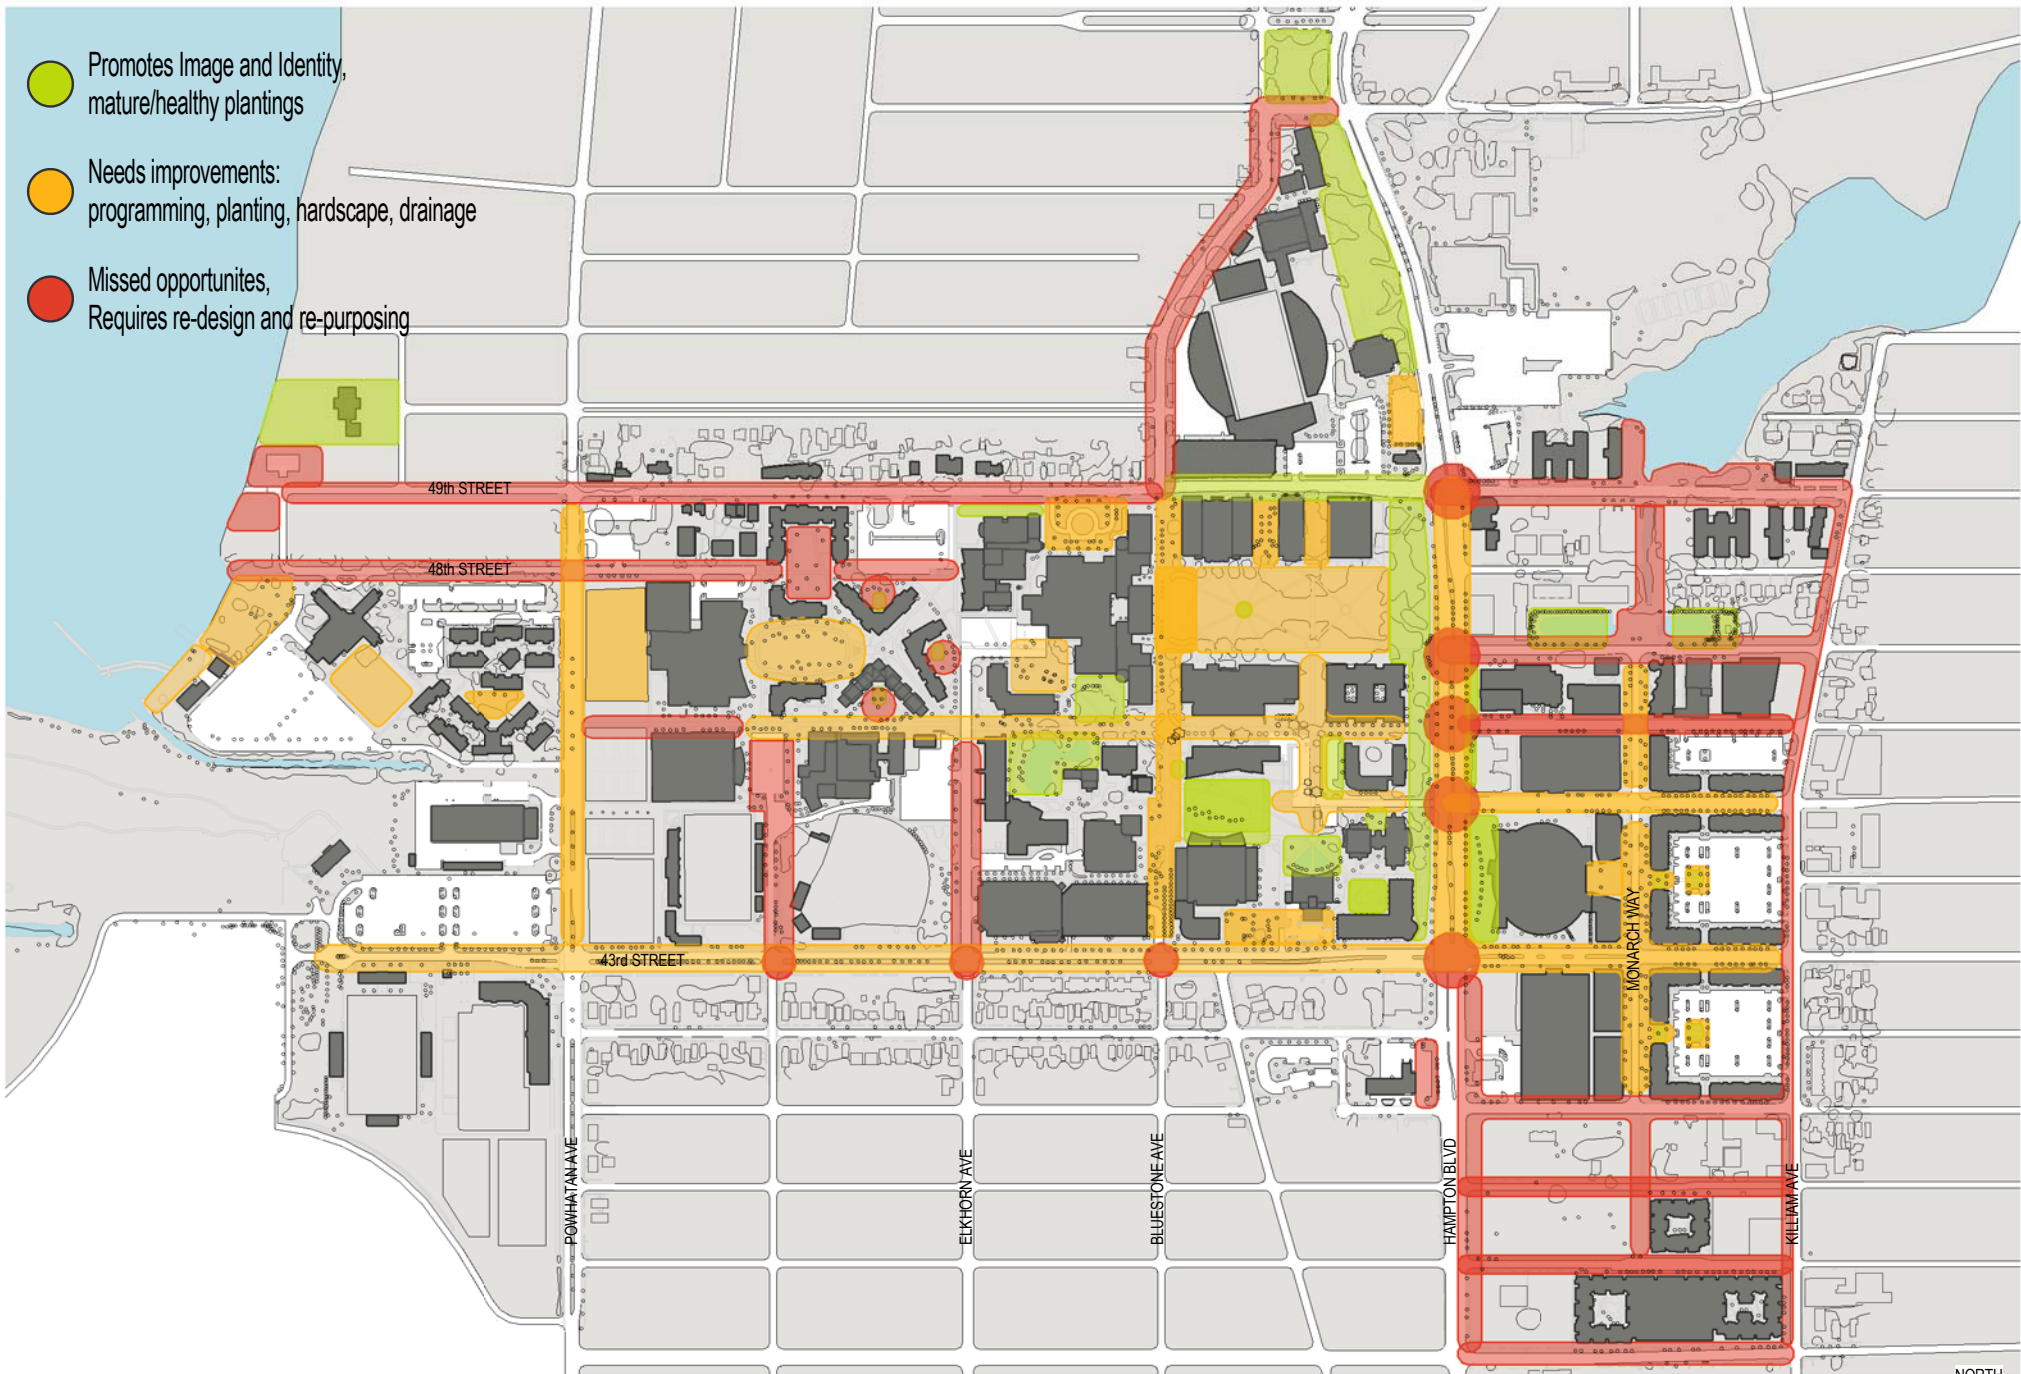 Promotes Image and Identity,
mature/healthy plantings
Needs improvements:
programming, planting, hardscape, drainage
Missed opportunites,
Requires re-design and re-purposing
49th STREET
48th STREET
43rd STREET
MONARCH WAY
POWHATAN AVE
ELKHORN AVE
BLUESTONE AVE
HAMPTON BLVD
KILLIAM AVE
NORTH